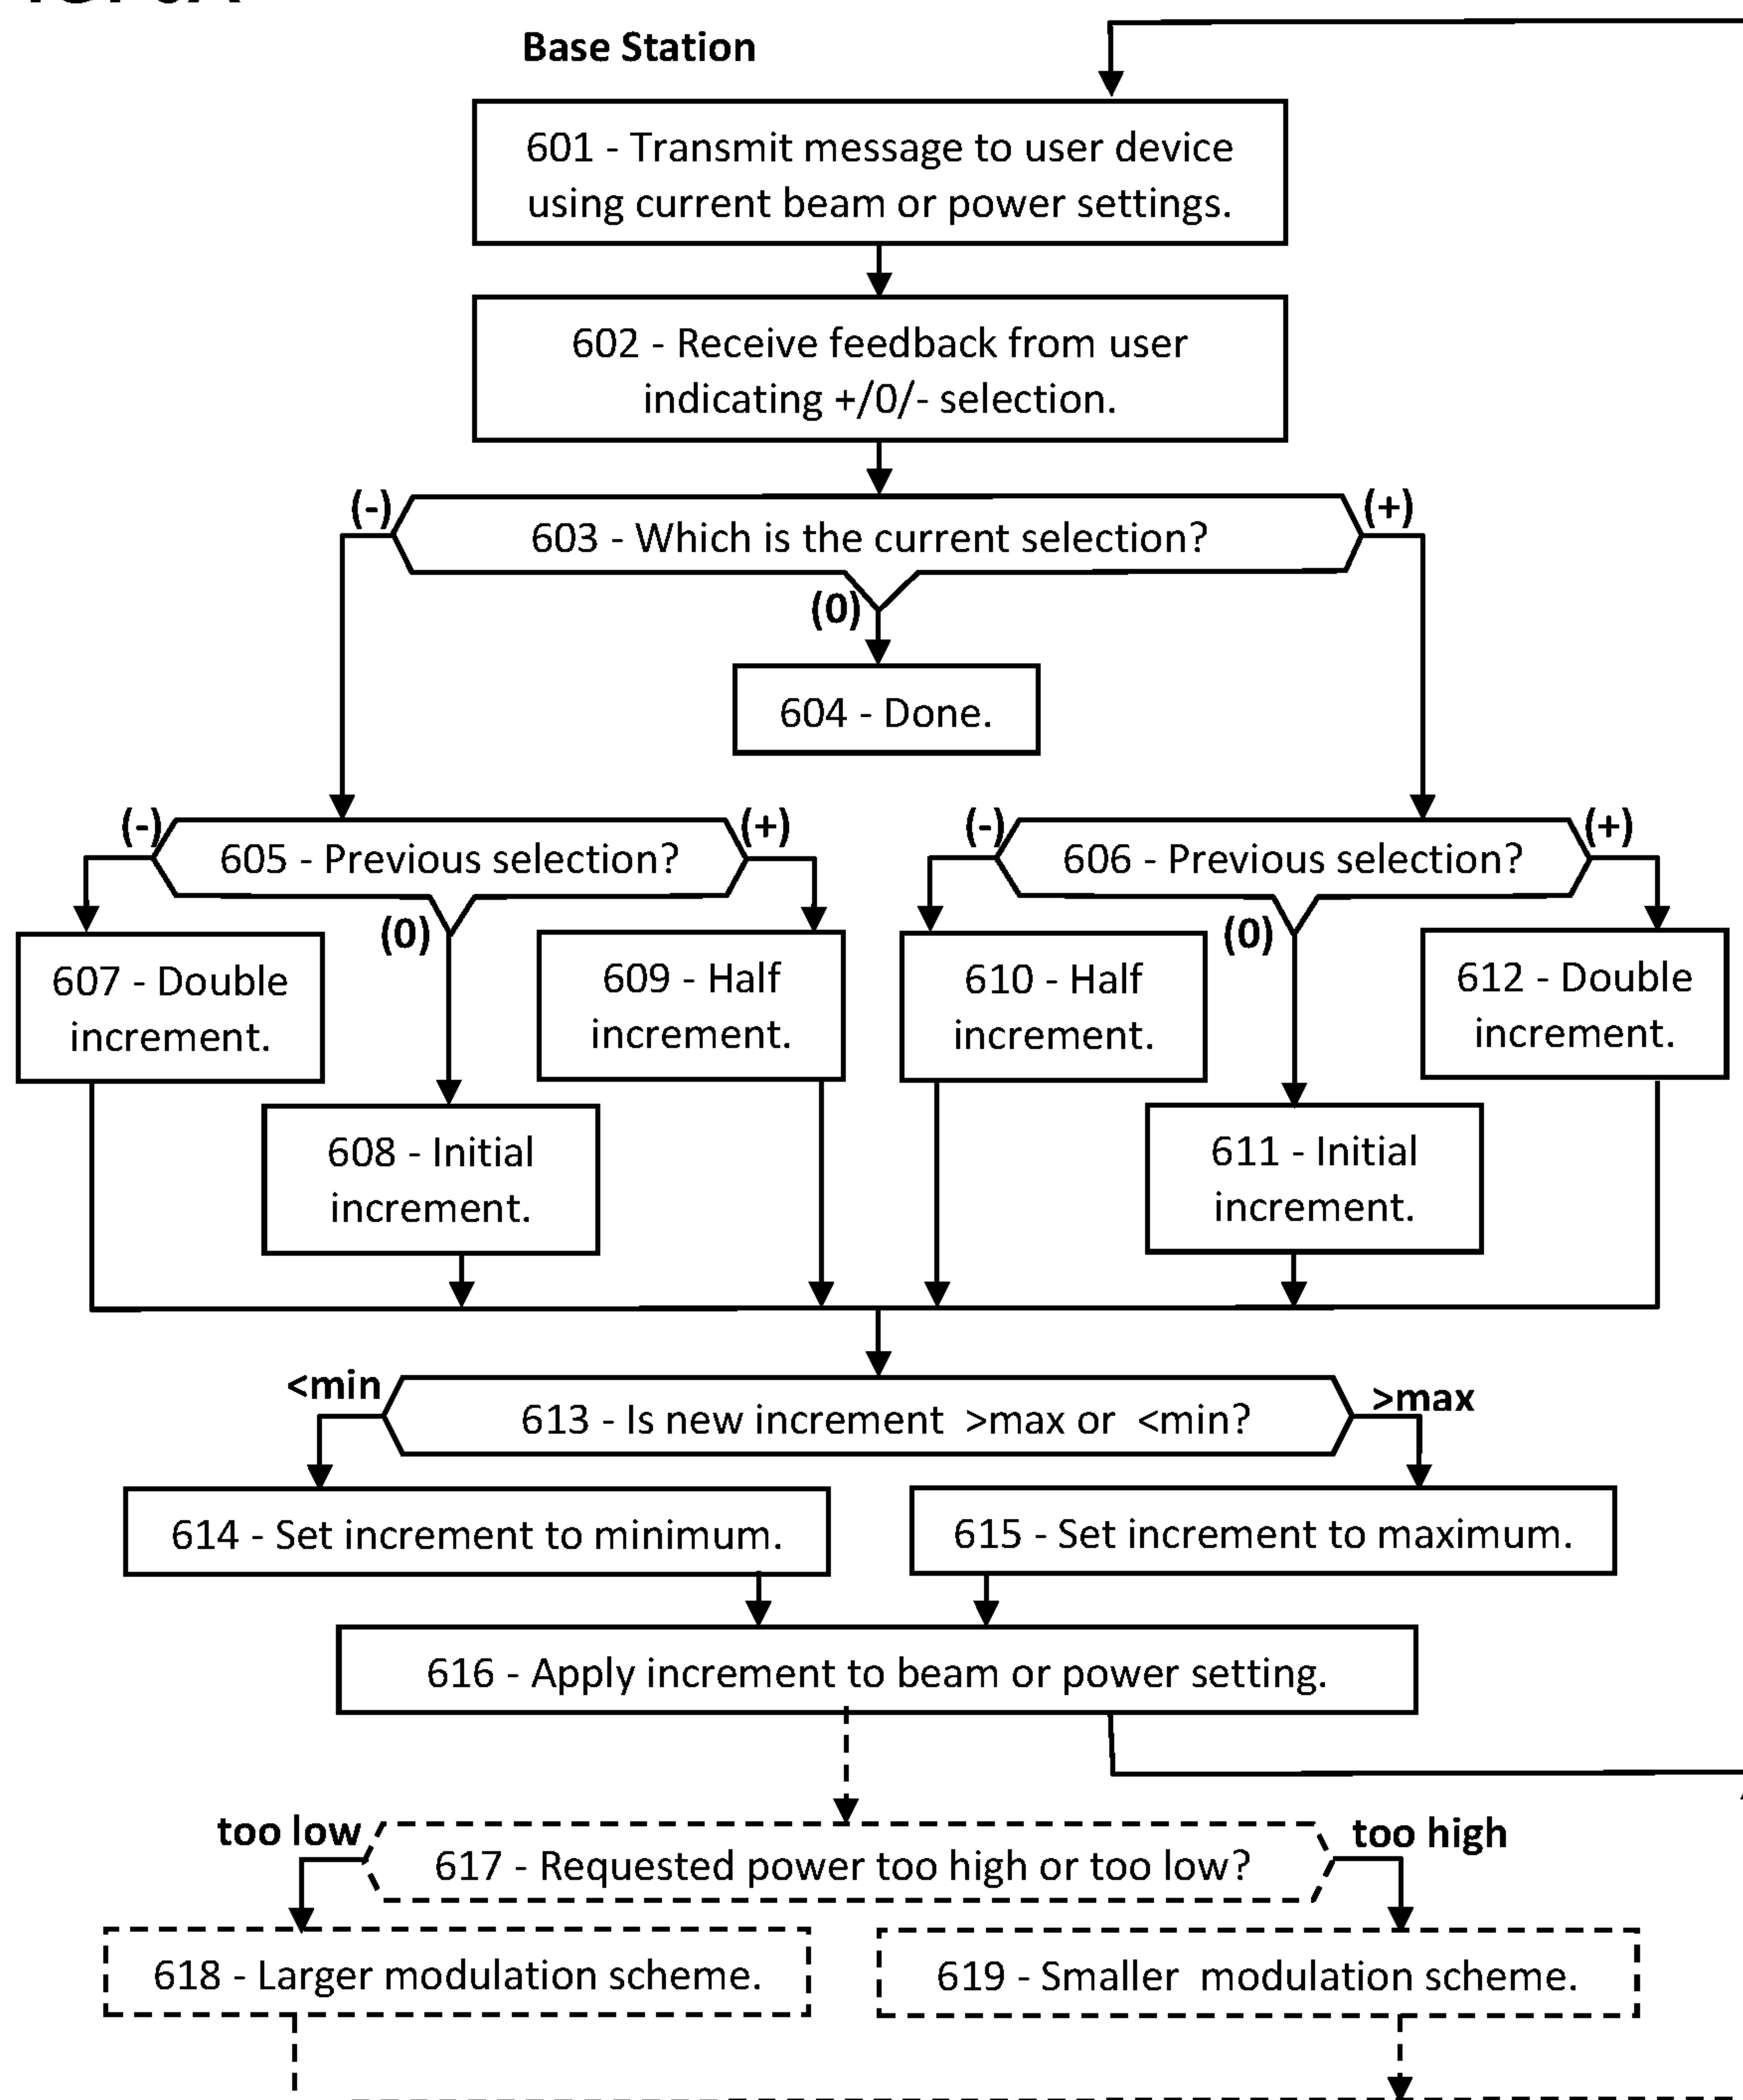 Base Station
601 - Transmit message to user device
using current beam or power settings.
602 - Receive feedback from user
indicating +/0/- selection.
(-)
(+)
603 - Which is the current selection?
(0)
604 - Done.
(-)
(+)
(-)
(+)
605 - Previous selection?
606 - Previous selection?
(0)
(0)
607 - Double
increment.
609 - Half
increment.
610 - Half
increment.
612 - Double
increment.
608 - Initial
increment.
611 - Initial
increment.
<min
>max
613 - Is new increment  >max or  <min?
614 - Set increment to minimum.
615 - Set increment to maximum.
616 - Apply increment to beam or power setting.
too low
too high
617 - Requested power too high or too low?
618 - Larger modulation scheme.
619 - Smaller  modulation scheme.